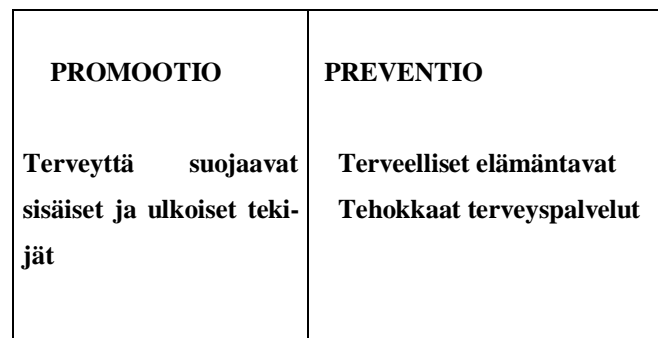 PROMOOTIO
Terveyttä suojaavat
sisäiset ja ulkoiset teki-
jät
PREVENTIO
Terveelliset elämäntavat
Tehokkaat terveyspalvelut